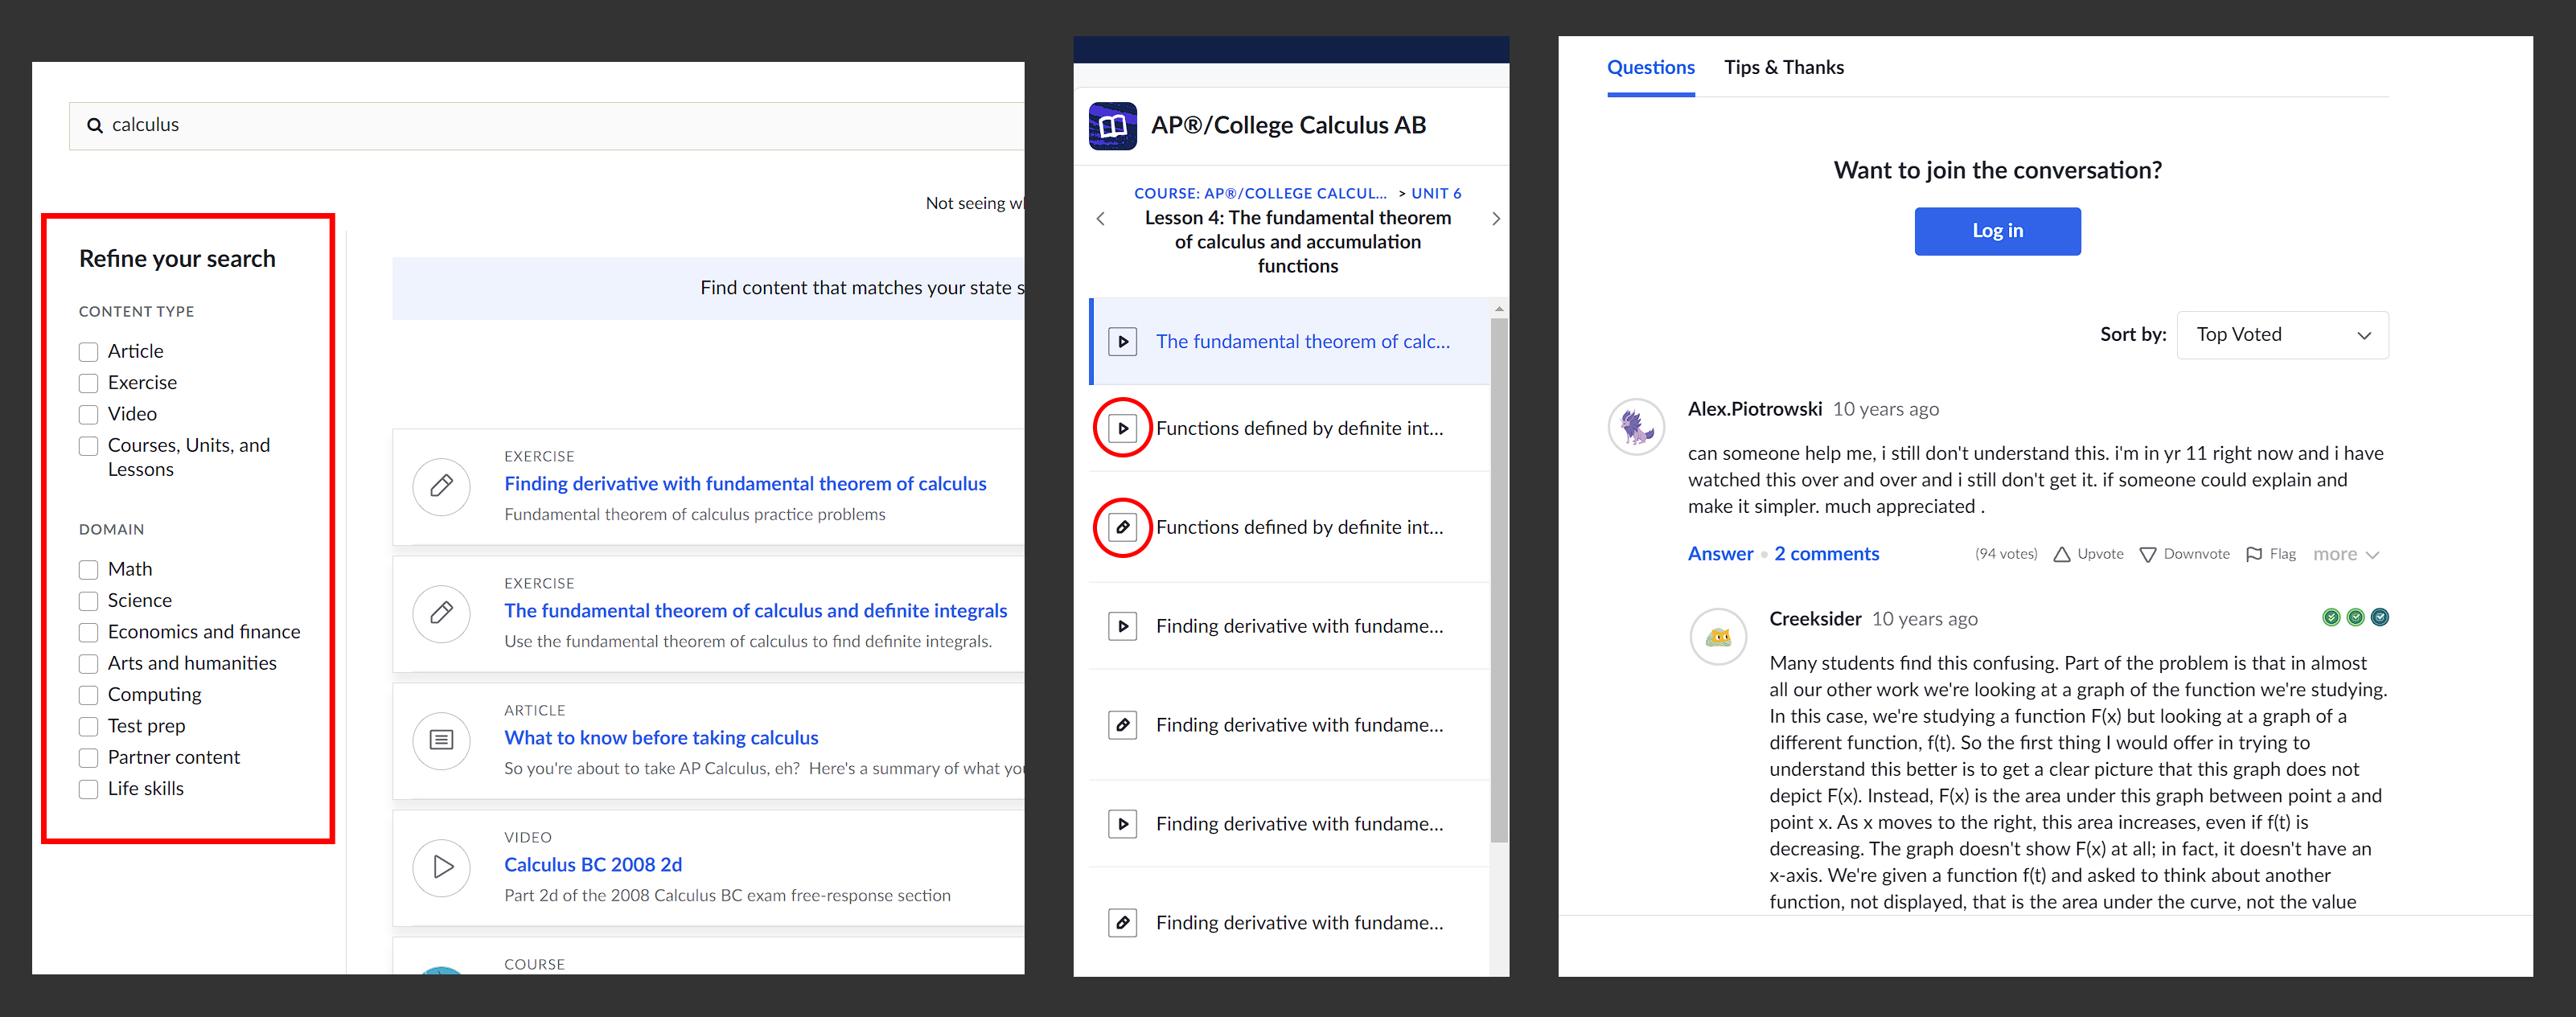 calculus
Not seeing
Refine your search
CONTENT TYPE
Article
Exercise
Video
Courses, Units, and
Lessons
DOMAIN
Math
Science
Economics and finance
Arts and humanities
Computing
Test prep
Partner content
Life skills
Find content that matches your state
EXERCISE
Finding derivative with fundamental theorem of calculus
Fundamental theorem of calculus practice problems
EXERCISE
The fundamental theorem of calculus and definite integrals
Use the fundamental theorem of calculus to find definite integrals.
ARTICLE
What to know before taking calculus
So you're about to take AP Calculus, eh? Here's a summary of what
VIDEO
Calculus BC 2008 2d
Part 2d of the 2008 Calculus BC exam free-response section
COURSE
AP®/College Calculus AB
COURSE: AP®/COLLEGE CALCUL... > UNIT 6
Lesson 4: The fundamental theorem
of calculus and accumulation
functions
The fundamental theorem of calc...
Functions defined by definite int...
Functions defined by definite int...
Finding derivative with fundame...
Finding derivative with fundame...
Finding derivative with fundame...
Finding derivative with fundame...
Questions Tips & Thanks
Want to join the conversation?
Log in
Sort by: Top Voted
Alex.Piotrowski 10 years ago
can someone help me, i still don't understand this. i'm in yr 11 right now and i have
watched this over and over and i still don't get it. if someone could explain and
make it simpler. much appreciated .
Answer • 2 comments (94 votes) Upvote Downvote Flag more
Creeksider 10 years ago
Many students find this confusing. Part of the problem is that in almost
all our other work we're looking at a graph of the function we're studying.
In this case, we're studying a function F(x) but looking at a graph of a
different function, f(t). So the first thing I would offer in trying to
understand this better is to get a clear picture that this graph does not
depict F(x). Instead, F(x) is the area under this graph between point a and
point x. As x moves to the right, this area increases, even if f(t) is
decreasing. The graph doesn't show F(x) at all; in fact, it doesn't have an
x-axis. We're given a function f(t) and asked to think about another
function, not displayed, that is the area under the curve, not the value